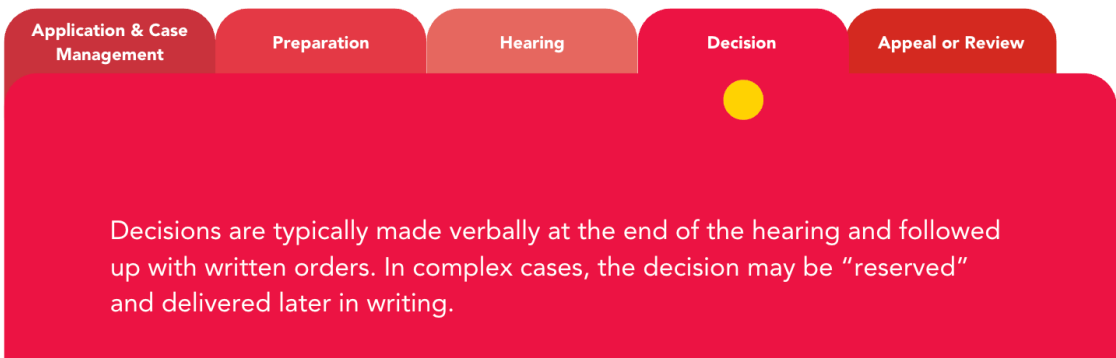 Application & Case
Management
Preparation
Hearing
Decision
Appeal or Review
Decisions are typically made verbally at the end of the hearing and followed
up with written orders. In complex cases, the decision may be “reserved”
and delivered later in writing.